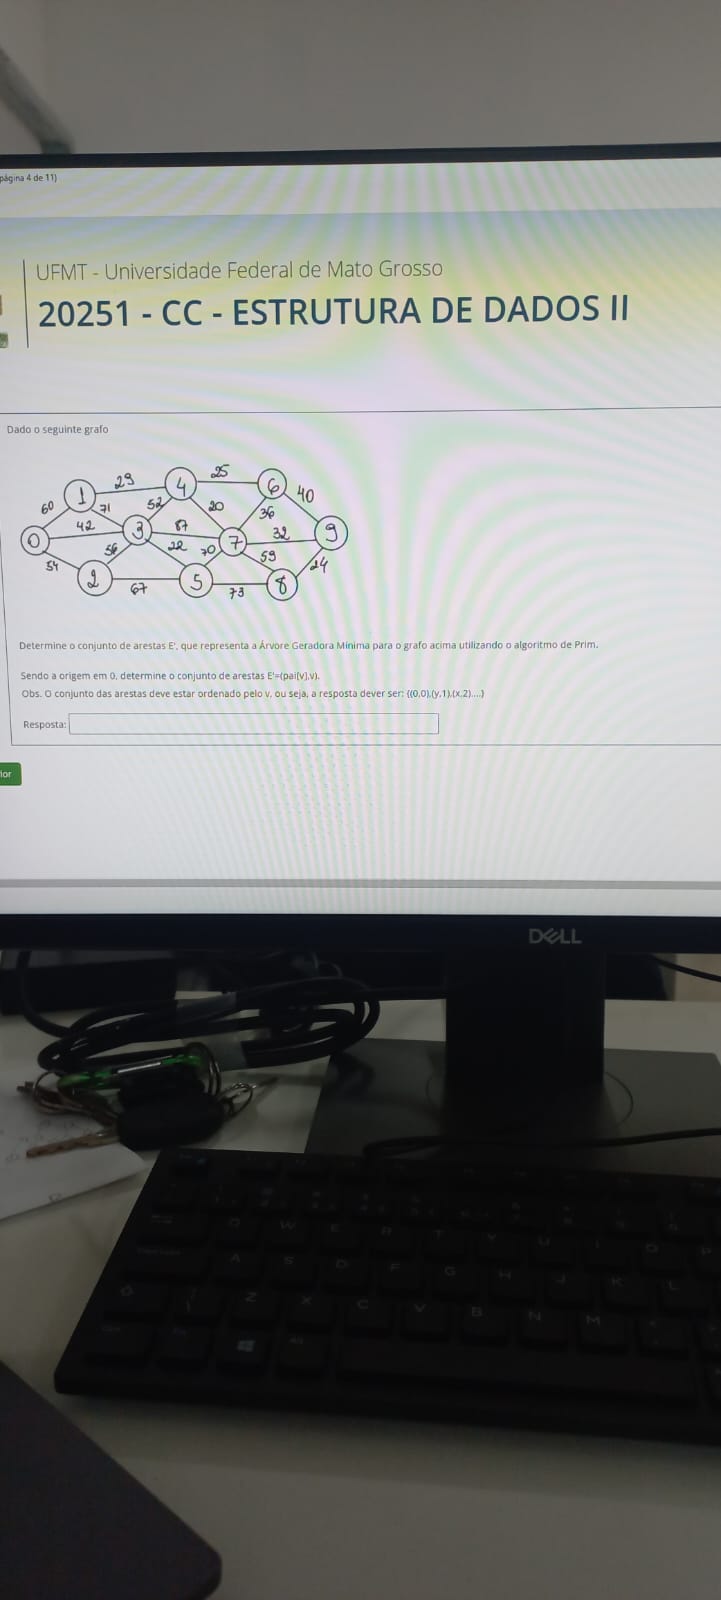 página 4 de 11)
UFMT - Universidade Federal de Mato Grosso
20251 - CC - ESTRUTURA DE DADOS II
Dado o seguinte grafo
29
25
1
4
6
40
60
71
52
20
36
42
3
87
7
32
9
0
56
22
70
59
54
2
5
8
24
67
73
Determine o conjunto de arestas E', que representa a Árvore Geradora Mínima para o grafo acima utilizando o algoritmo de Prim.
Sendo a origem em 0, determine o conjunto de arestas E'=(pai[v],v).
Obs. O conjunto das arestas deve estar ordenado pelo v, ou seja, a resposta dever ser: {(0,0),(y,1),(x,2),...}
Resposta:
ior
DELL
Q W E R T Y U I O P
A S D F G H J K L
Z X C V B N M
Alt